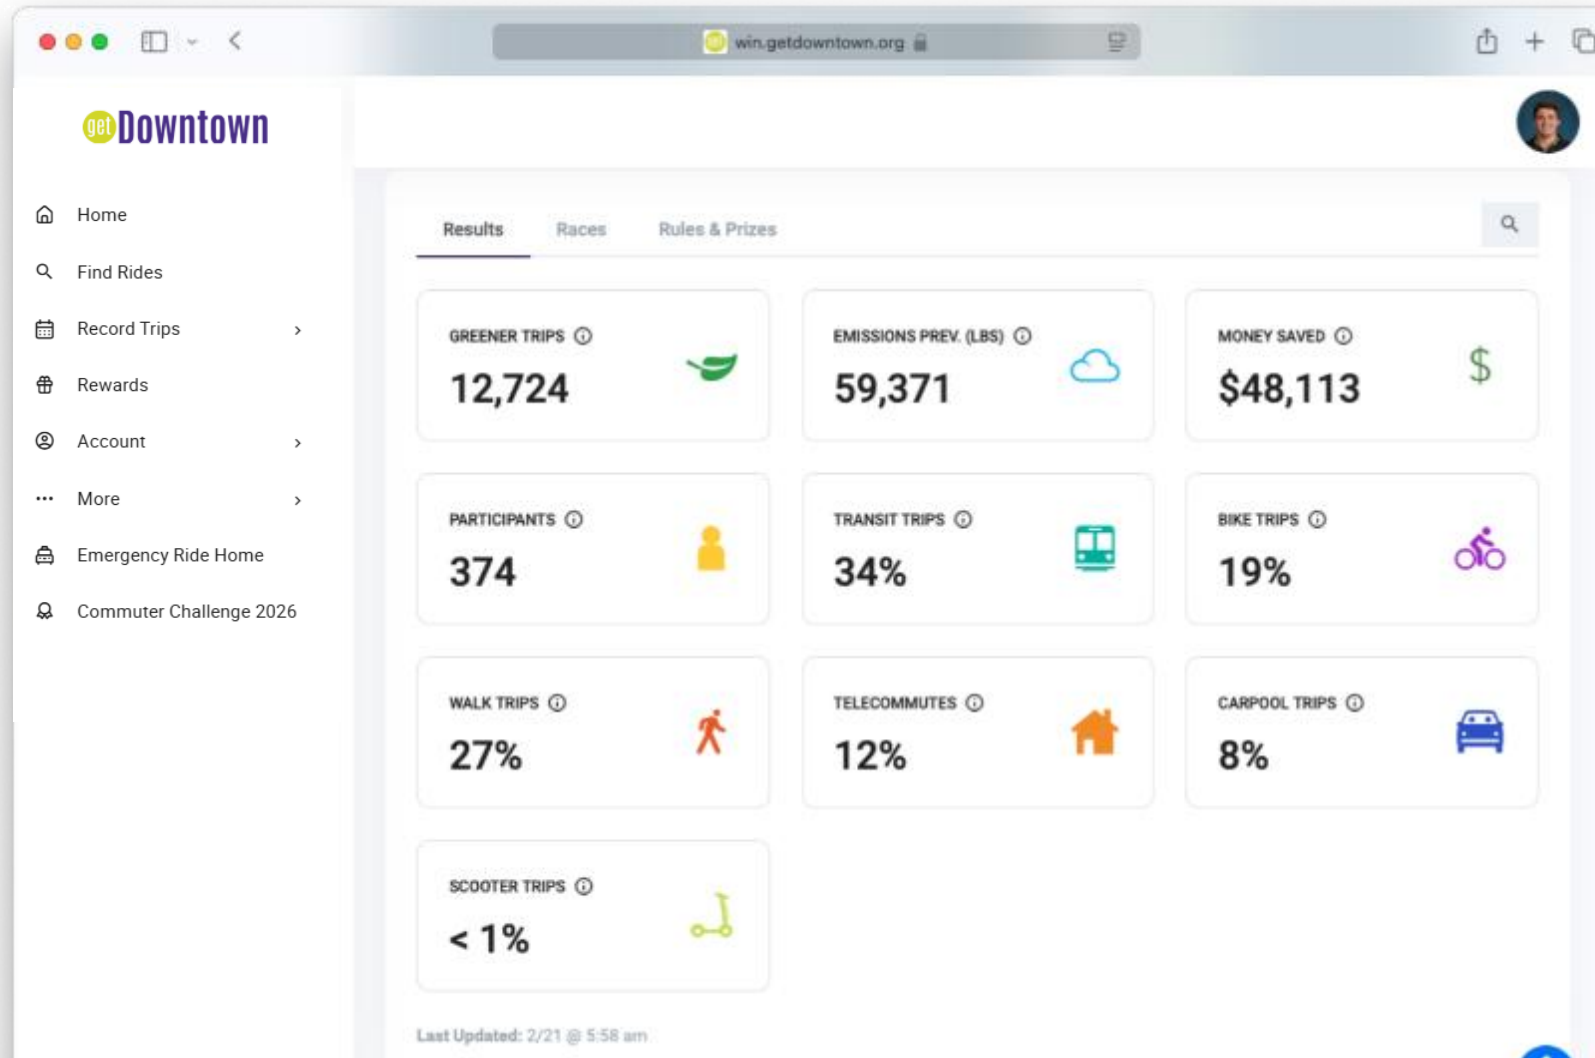 win.getdowntown.org
get Downtown
Home
Find Rides
Record Trips
Rewards
Account
More
Emergency Ride Home
Commuter Challenge 2026
Results Races Rules & Prizes
GREENER TRIPS
12,724
EMISSIONS PREV. (LBS)
59,371
MONEY SAVED
$48,113
PARTICIPANTS
374
TRANSIT TRIPS
34%
BIKE TRIPS
19%
WALK TRIPS
27%
TELECOMMUTES
12%
CARPOOL TRIPS
8%
SCOOTER TRIPS
< 1%
Last Updated: 2/21 @ 5:58 am